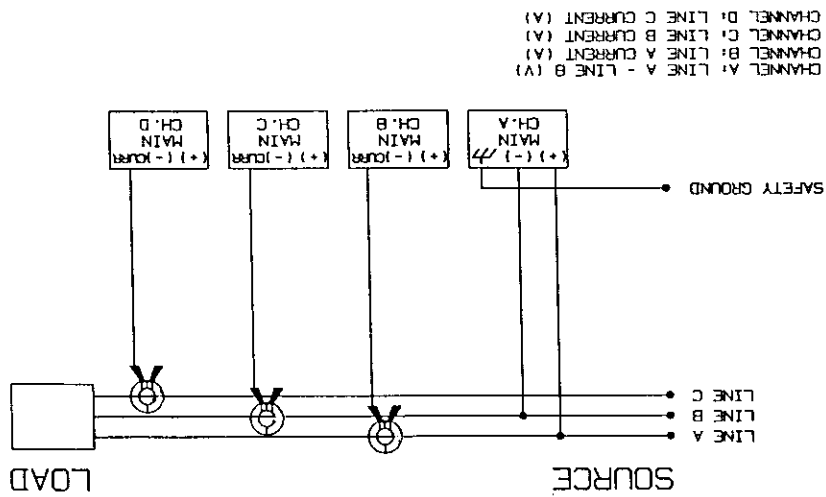 SOURCE LOAD
LINE A
LINE B
LINE C
SAFETY GROUND
(+) (-)
MAIN
CH.A
(+) (-)CURR
MAIN
CH.B
(+) (-)CURR
MAIN
CH.C
(+) (-)CURR
MAIN
CH.D
CHANNEL A: LINE A - LINE B (V)
CHANNEL B: LINE A CURRENT (A)
CHANNEL C: LINE B CURRENT (A)
CHANNEL D: LINE C CURRENT (A)